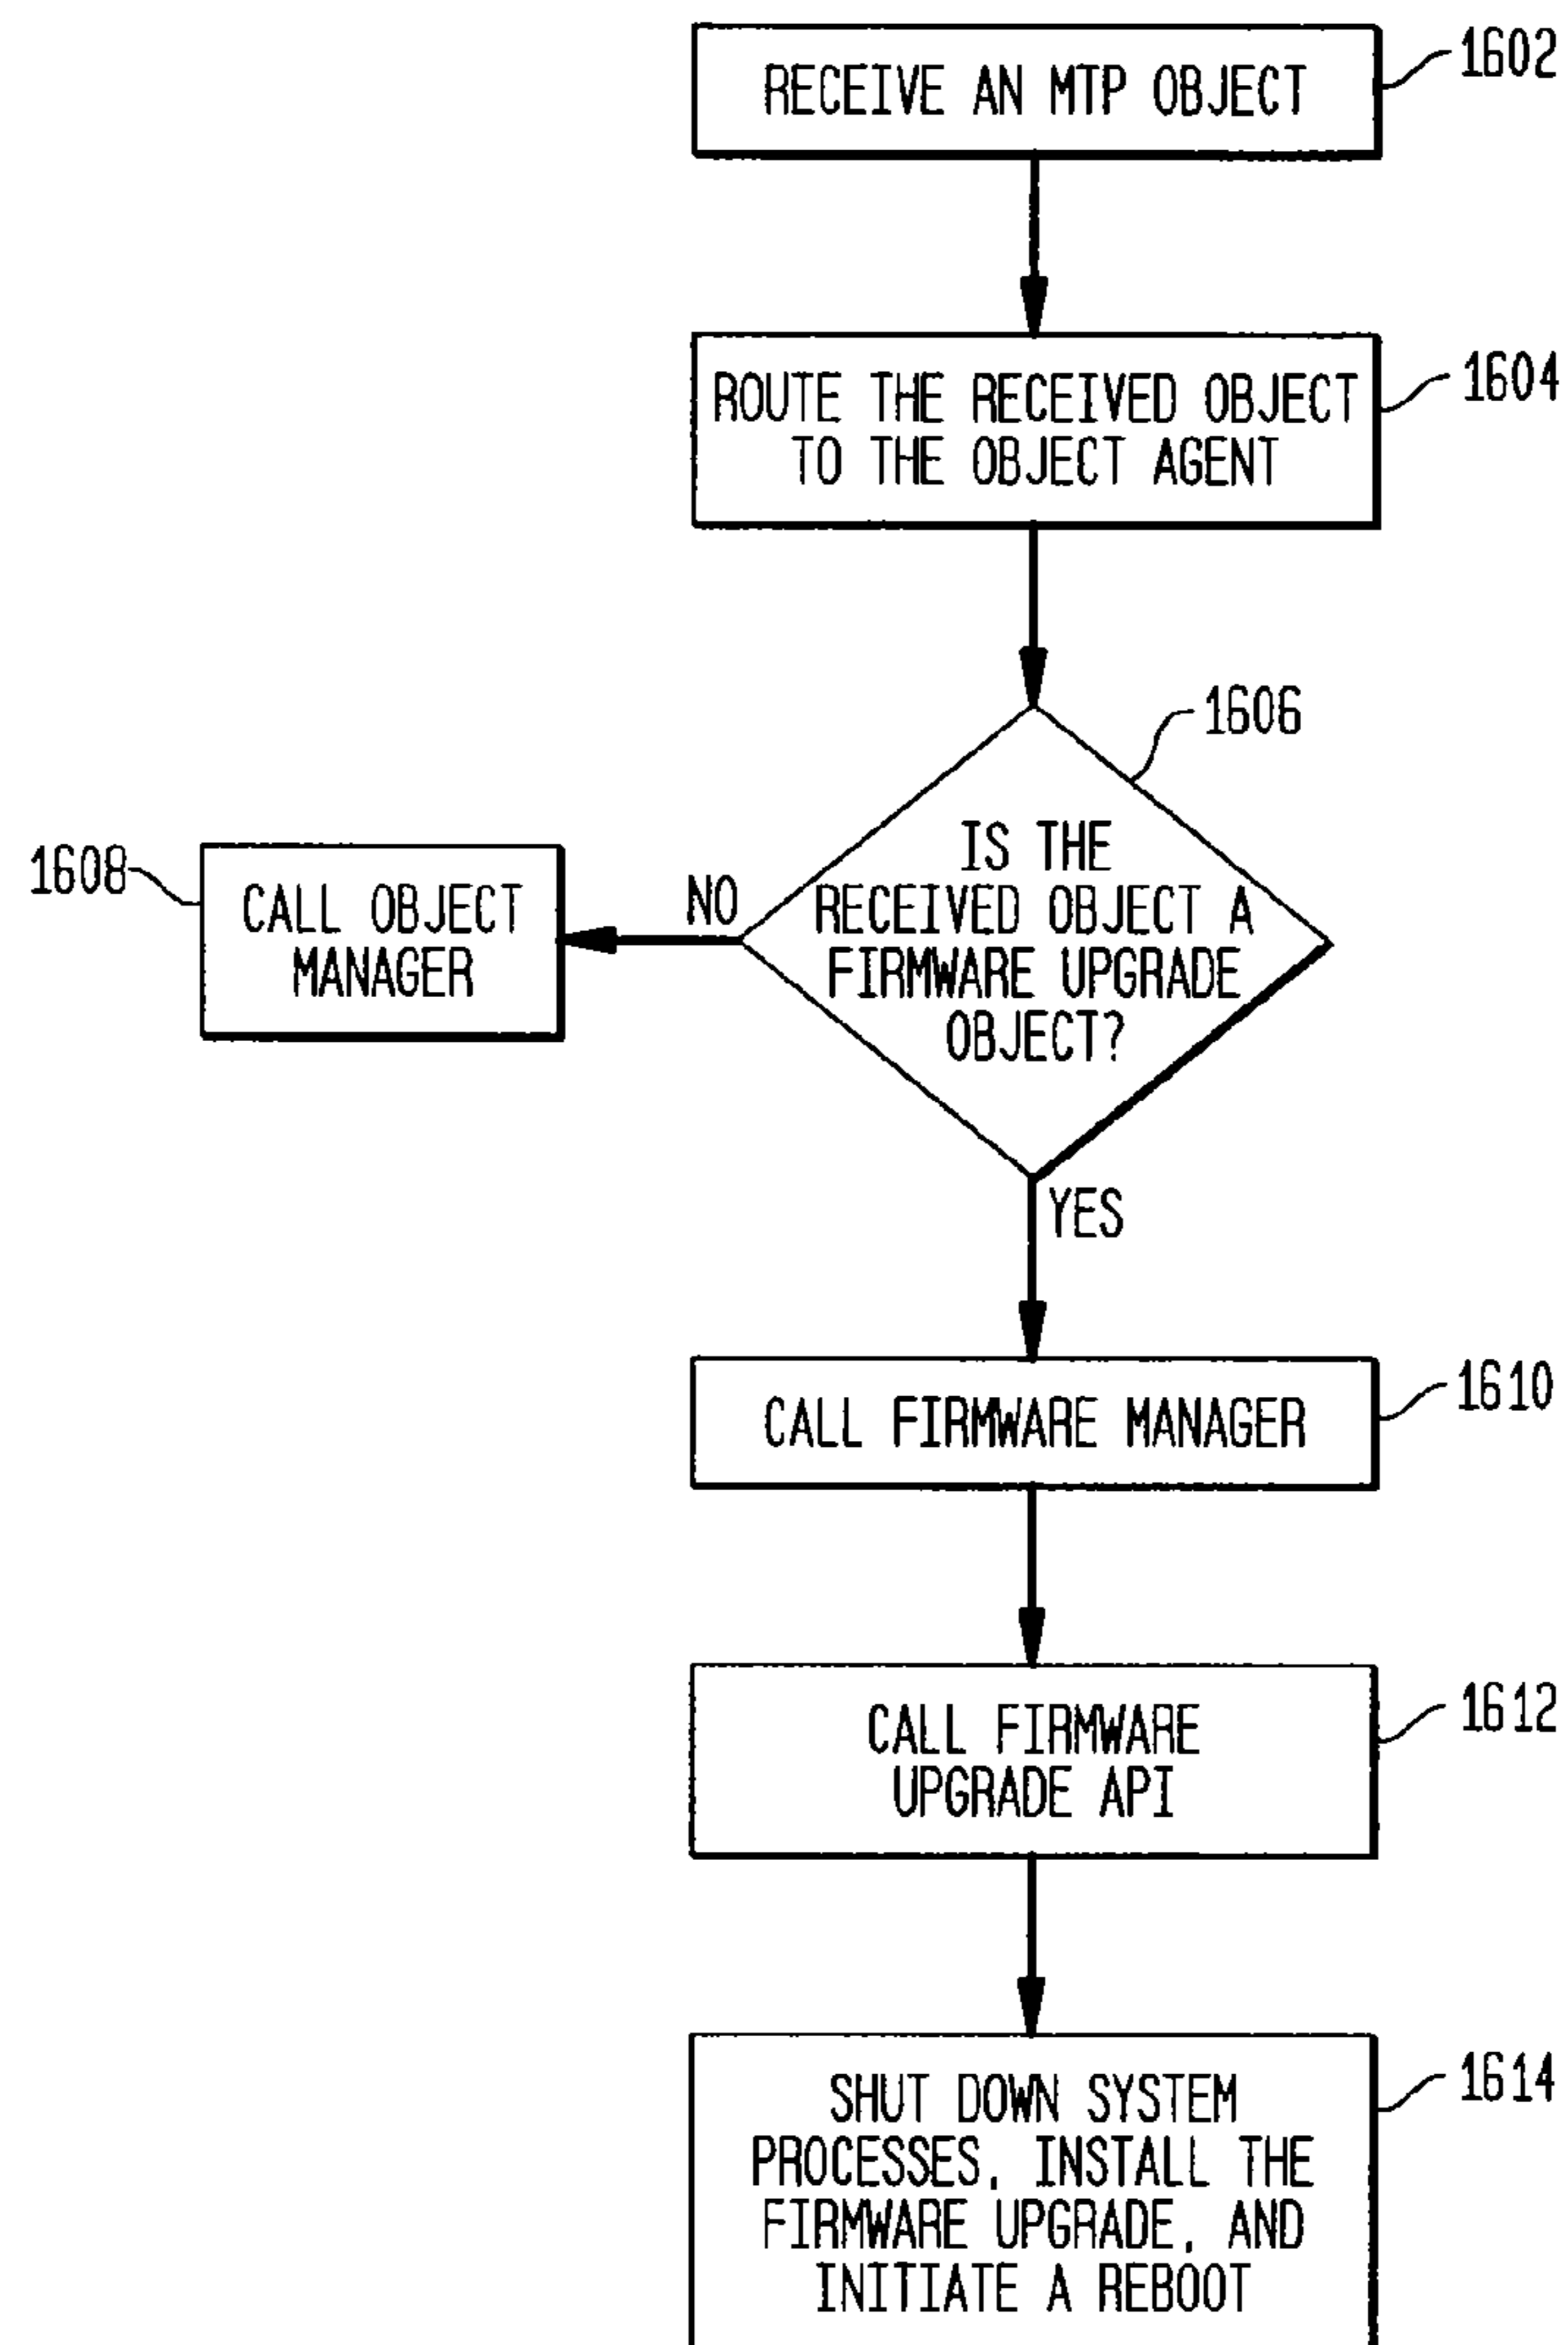 RECEIVE AN MTP OBJECT
1602
ROUTE THE RECEIVED OBJECT
TO THE OBJECT AGENT
1604
1606
IS THE
RECEIVED OBJECT A
FIRMWARE UPGRADE
OBJECT?
NO
1608
CALL OBJECT
MANAGER
YES
CALL FIRMWARE MANAGER
1610
CALL FIRMWARE
UPGRADE API
1612
SHUT DOWN SYSTEM
PROCESSES, INSTALL THE
FIRMWARE UPGRADE, AND
INITIATE A REBOOT
1614